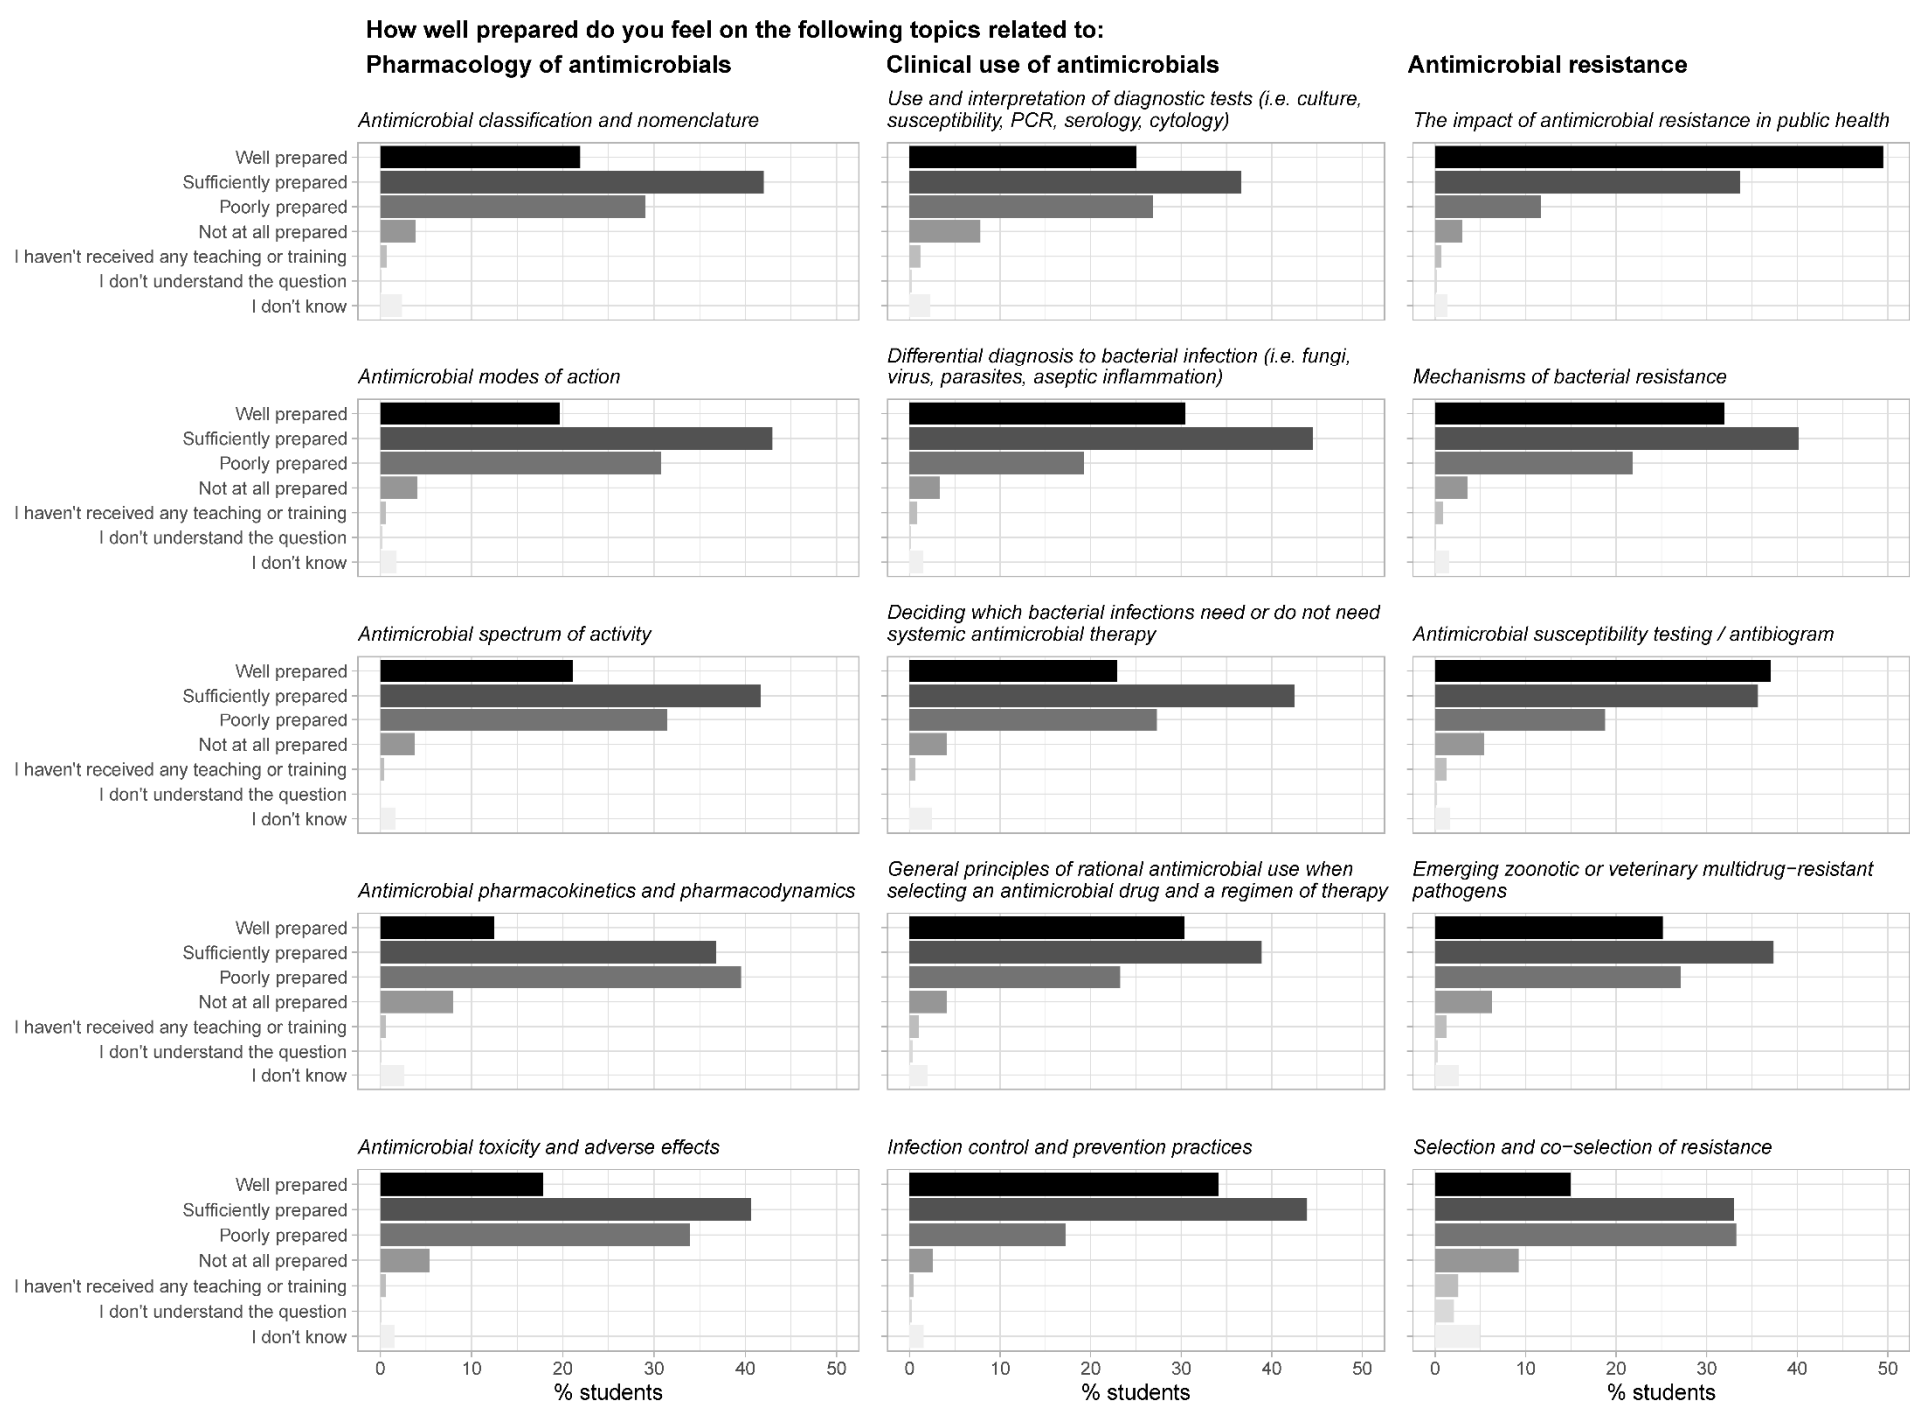 How well prepared do you feel on the following topics related to:
Pharmacology of antimicrobials
Clinical use of antimicrobials
Antimicrobial resistance
Antimicrobial classification and nomenclature
Use and interpretation of diagnostic tests (i.e. culture,
susceptibility, PCR, serology, cytology)
The impact of antimicrobial resistance in public health
Well prepared
Sufficiently prepared
Poorly prepared
Not at all prepared
I haven't received any teaching or training
I don't understand the question
I don't know
Antimicrobial modes of action
Differential diagnosis to bacterial infection (i.e. fungi,
virus, parasites, aseptic inflammation)
Mechanisms of bacterial resistance
Well prepared
Sufficiently prepared
Poorly prepared
Not at all prepared
I haven't received any teaching or training
I don't understand the question
I don't know
Antimicrobial spectrum of activity
Deciding which bacterial infections need or do not need
systemic antimicrobial therapy
Antimicrobial susceptibility testing / antibiogram
Well prepared
Sufficiently prepared
Poorly prepared
Not at all prepared
I haven't received any teaching or training
I don't understand the question
I don't know
Antimicrobial pharmacokinetics and pharmacodynamics
General principles of rational antimicrobial use when
selecting an antimicrobial drug and a regimen of therapy
Emerging zoonotic or veterinary multidrug−resistant
pathogens
Well prepared
Sufficiently prepared
Poorly prepared
Not at all prepared
I haven't received any teaching or training
I don't understand the question
I don't know
Antimicrobial toxicity and adverse effects
Infection control and prevention practices
Selection and co−selection of resistance
Well prepared
Sufficiently prepared
Poorly prepared
Not at all prepared
I haven't received any teaching or training
I don't understand the question
I don't know
0 10 20 30 40 50
0 10 20 30 40 50
0 10 20 30 40 50
% students
% students
% students